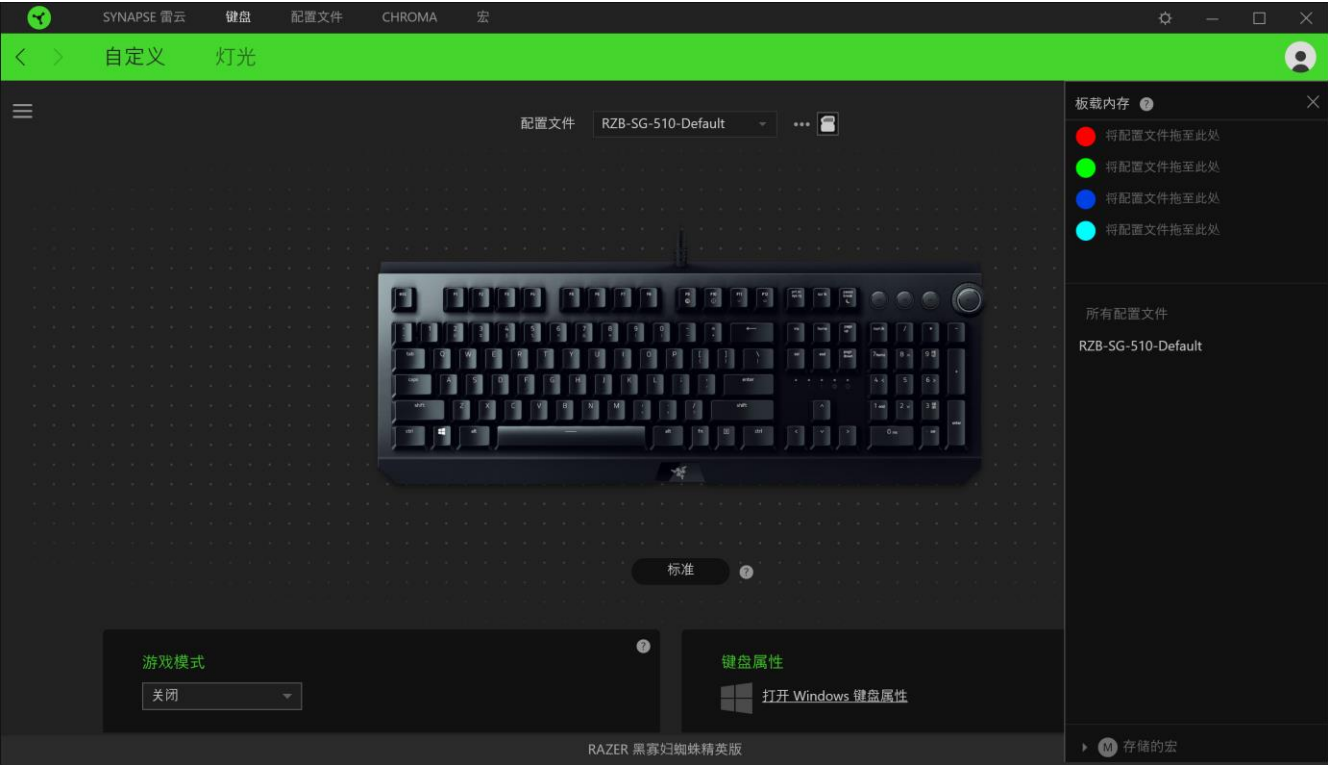 SYNAPSE 雷云 键盘 配置文件 CHROMA 宏
自定义 灯光
配置文件 RZB-SG-510-Default
板载内存
将配置文件拖至此处
将配置文件拖至此处
将配置文件拖至此处
将配置文件拖至此处
所有配置文件
RZB-SG-510-Default
标准
游戏模式
关闭
键盘属性
打开 Windows 键盘属性
RAZER 黑寡妇蜘蛛精英版
M 存储的宏